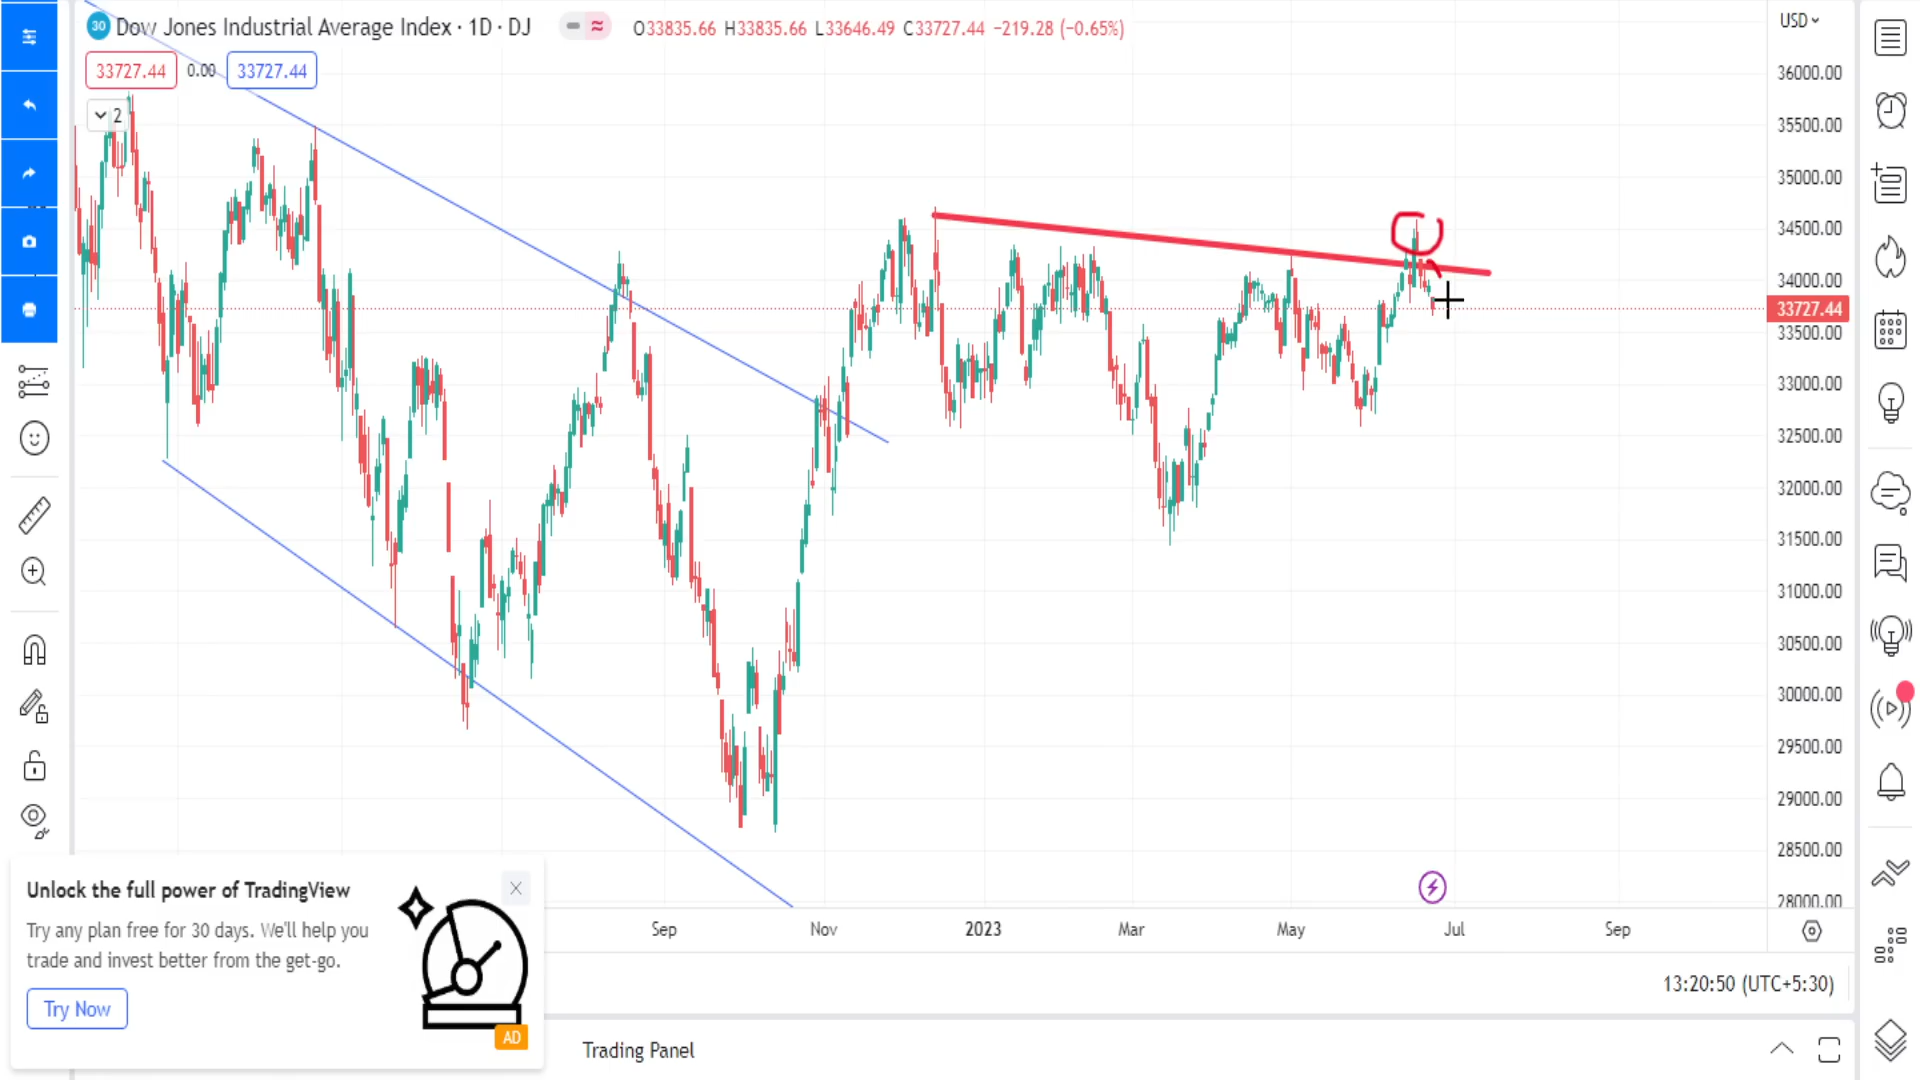 30 Dow Jones Industrial Average Index · 1D · DJ O33835.66 H33835.66 L33646.49 C33727.44 −219.28 (−0.65%)
USD
33727.44 0.00 33727.44
2
36000.00
35500.00
35000.00
34500.00
34000.00
33727.44
33500.00
33000.00
32500.00
32000.00
31500.00
31000.00
30500.00
30000.00
29500.00
29000.00
28500.00
28000.00
Sep Nov 2023 Mar May Jul Sep
Unlock the full power of TradingView
Try any plan free for 30 days. We'll help you
trade and invest better from the get-go.
Try Now
AD
13:20:50 (UTC+5:30)
Trading Panel